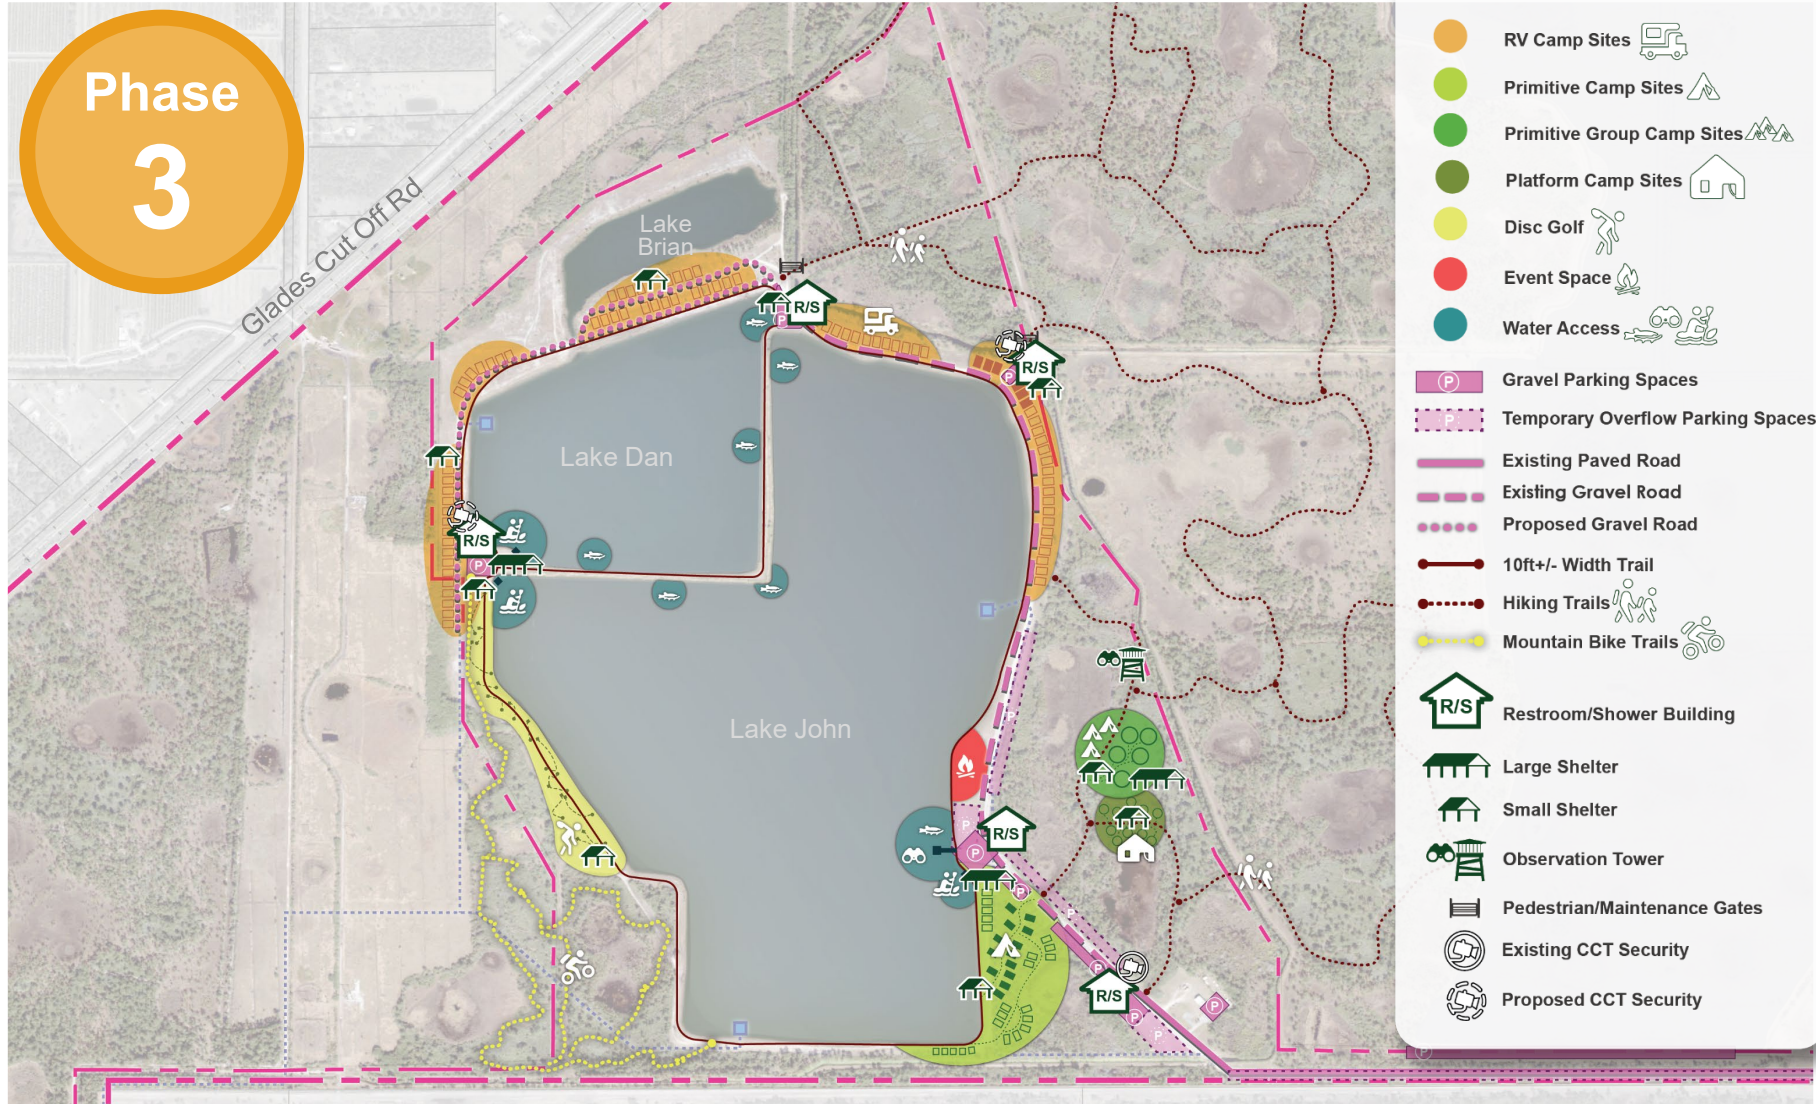 Phase
3
Glades Cut Off Rd
Lake
Brian
Lake Dan
Lake John
R/S
R/S
R/S
R/S
R/S
P
P
P
P
P
P
P
P
P
P
P
P
P
RV Camp Sites
Primitive Camp Sites
Primitive Group Camp Sites
Platform Camp Sites
Disc Golf
Event Space
Water Access
P Gravel Parking Spaces
P Temporary Overflow Parking Spaces
Existing Paved Road
Existing Gravel Road
Proposed Gravel Road
10ft+/- Width Trail
Hiking Trails
Mountain Bike Trails
R/S Restroom/Shower Building
Large Shelter
Small Shelter
Observation Tower
Pedestrian/Maintenance Gates
Existing CCT Security
Proposed CCT Security